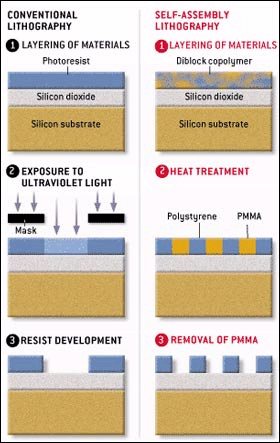 CONVENTIONAL
LITHOGRAPHY
1 LAYERING OF MATERIALS
Photoresist
Silicon dioxide
Silicon substrate
2 EXPOSURE TO
ULTRAVIOLET LIGHT
Mask
3 RESIST DEVELOPMENT
SELF-ASSEMBLY
LITHOGRAPHY
1 LAYERING OF MATERIALS
Diblock copolymer
Silicon dioxide
Silicon substrate
2 HEAT TREATMENT
Polystyrene PMMA
3 REMOVAL OF PMMA